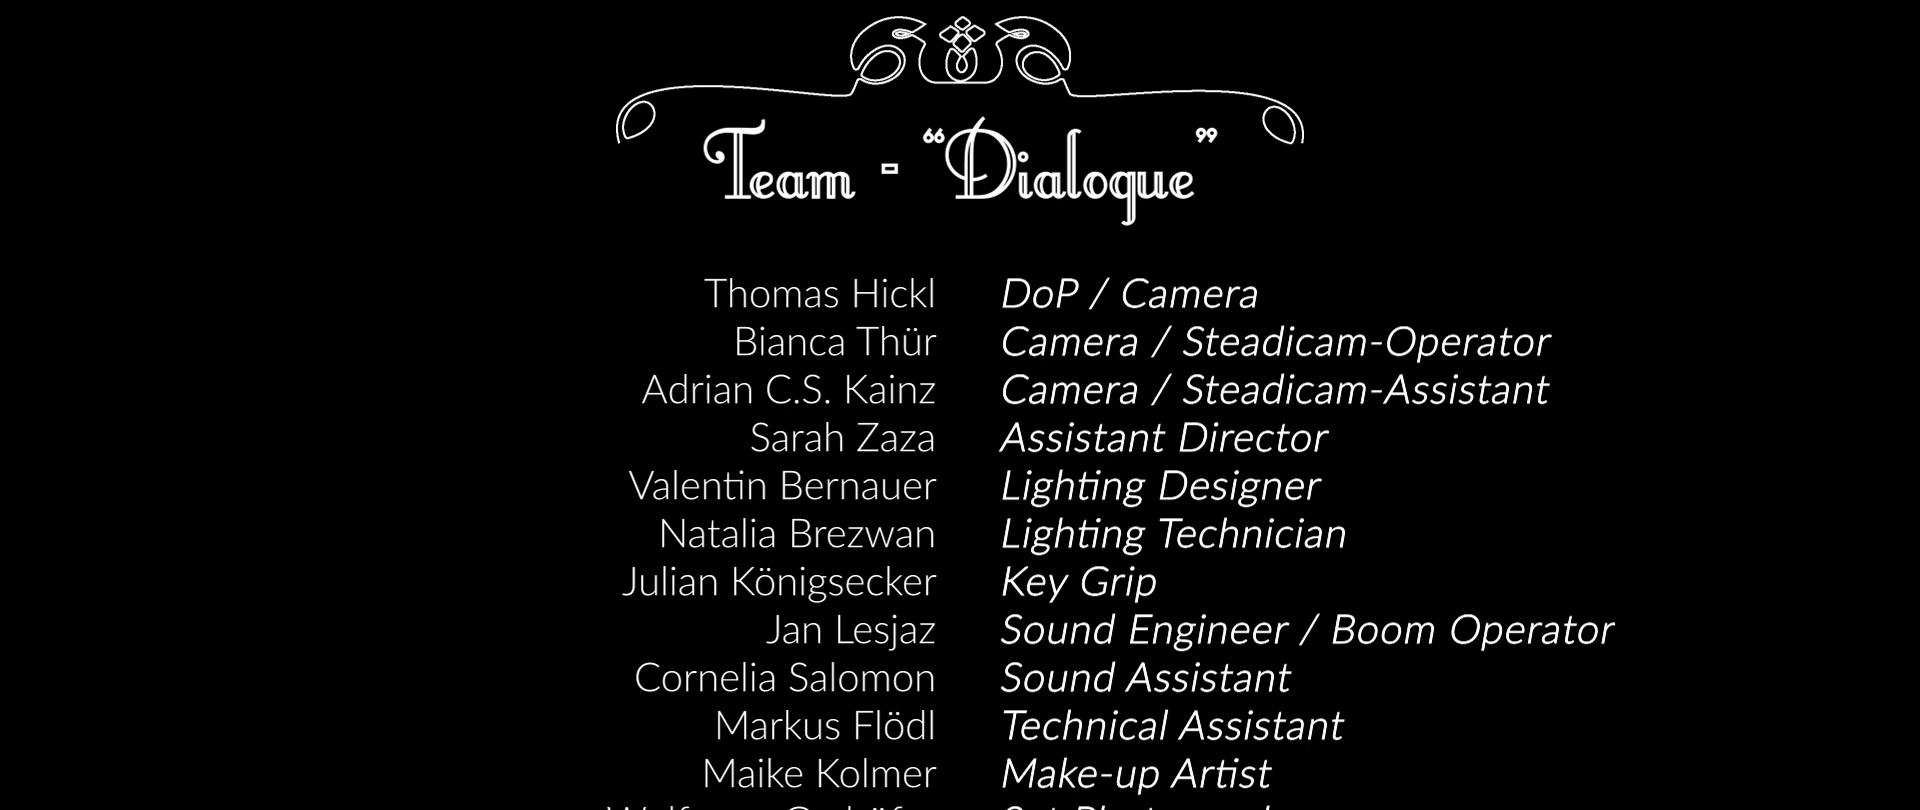 Team - “Dialogue”
Thomas Hickl DoP / Camera
Bianca Thür Camera / Steadicam-Operator
Adrian C.S. Kainz Camera / Steadicam-Assistant
Sarah Zaza Assistant Director
Valentin Bernauer Lighting Designer
Natalia Brezwan Lighting Technician
Julian Königsecker Key Grip
Jan Lesjaz Sound Engineer / Boom Operator
Cornelia Salomon Sound Assistant
Markus Flödl Technical Assistant
Maike Kolmer Make-up Artist